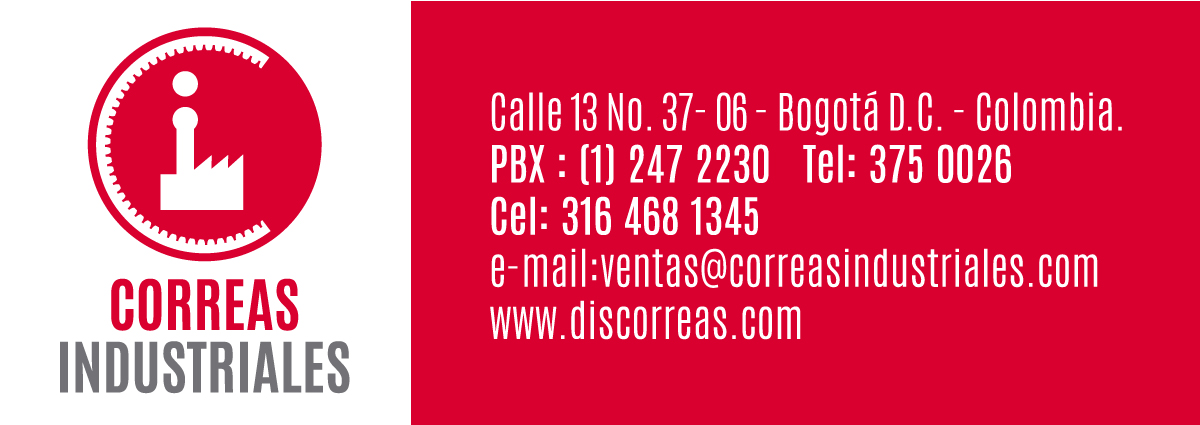 CORREAS
INDUSTRIALES
Calle 13 No. 37- 06 - Bogotá D.C. - Colombia.
PBX : (1) 247 2230 Tel: 375 0026
Cel: 316 468 1345
e-mail:ventas@correasindustriales.com
www.discorreas.com